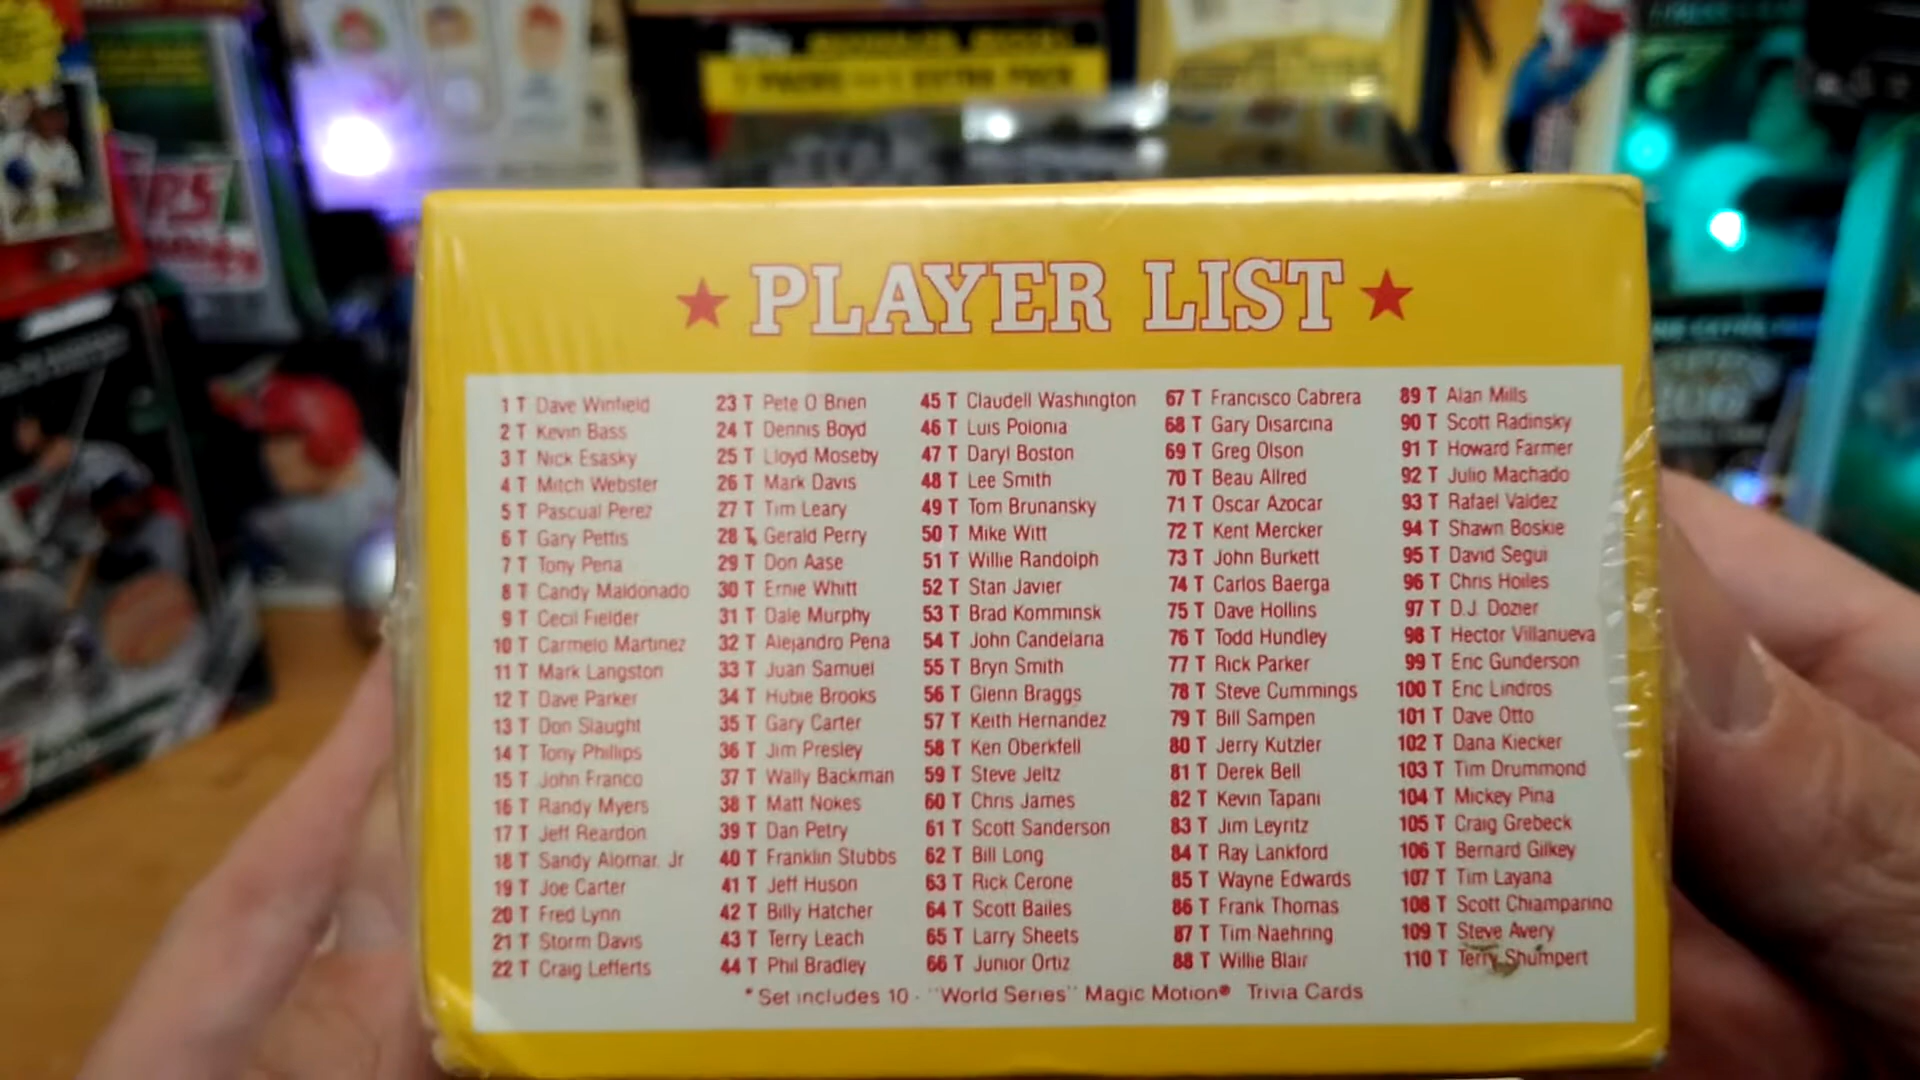 PLAYER LIST
1 T Dave Winfield
2 T Kevin Bass
3 T Nick Esasky
4 T Mitch Webster
5 T Pascual Perez
6 T Gary Pettis
7 T Tony Pena
8 T Candy Maldonado
9 T Cecil Fielder
10 T Carmelo Martinez
11 T Mark Langston
12 T Dave Parker
13 T Don Slaught
14 T Tony Phillips
15 T John Franco
16 T Randy Myers
17 T Jeff Reardon
18 T Sandy Alomar. Jr
19 T Joe Carter
20 T Fred Lynn
21 T Storm Davis
22 T Craig Lefferts
23 T Pete O'Brien
24 T Dennis Boyd
25 T Lloyd Moseby
26 T Mark Davis
27 T Tim Leary
28 T Gerald Perry
29 T Don Aase
30 T Ernie Whitt
31 T Dale Murphy
32 T Alejandro Pena
33 T Juan Samuel
34 T Hubie Brooks
35 T Gary Carter
36 T Jim Presley
37 T Wally Backman
38 T Matt Nokes
39 T Dan Petry
40 T Franklin Stubbs
41 T Jeff Huson
42 T Billy Hatcher
43 T Terry Leach
44 T Phil Bradley
45 T Claudell Washington
46 T Luis Polonia
47 T Daryl Boston
48 T Lee Smith
49 T Tom Brunansky
50 T Mike Witt
51 T Willie Randolph
52 T Stan Javier
53 T Brad Komminsk
54 T John Candelaria
55 T Bryn Smith
56 T Glenn Braggs
57 T Keith Hernandez
58 T Ken Oberkfell
59 T Steve Jeltz
60 T Chris James
61 T Scott Sanderson
62 T Bill Long
63 T Rick Cerone
64 T Scott Bailes
65 T Larry Sheets
66 T Junior Ortiz
67 T Francisco Cabrera
68 T Gary Disarcina
69 T Greg Olson
70 T Beau Allred
71 T Oscar Azocar
72 T Kent Mercker
73 T John Burkett
74 T Carlos Baerga
75 T Dave Hollins
76 T Todd Hundley
77 T Rick Parker
78 T Steve Cummings
79 T Bill Sampen
80 T Jerry Kutzler
81 T Derek Bell
82 T Kevin Tapani
83 T Jim Leyritz
84 T Ray Lankford
85 T Wayne Edwards
86 T Frank Thomas
87 T Tim Naehring
88 T Willie Blair
89 T Alan Mills
90 T Scott Radinsky
91 T Howard Farmer
92 T Julio Machado
93 T Rafael Valdez
94 T Shawn Boskie
95 T David Segui
96 T Chris Hoiles
97 T D.J. Dozier
98 T Hector Villanueva
99 T Eric Gunderson
100 T Eric Lindros
101 T Dave Otto
102 T Dana Kiecker
103 T Tim Drummond
104 T Mickey Pina
105 T Craig Grebeck
106 T Bernard Gilkey
107 T Tim Layana
108 T Scott Chiamparino
109 T Steve Avery
110 T Terry Shumpert
*Set includes 10 - "World Series" Magic Motion® Trivia Cards